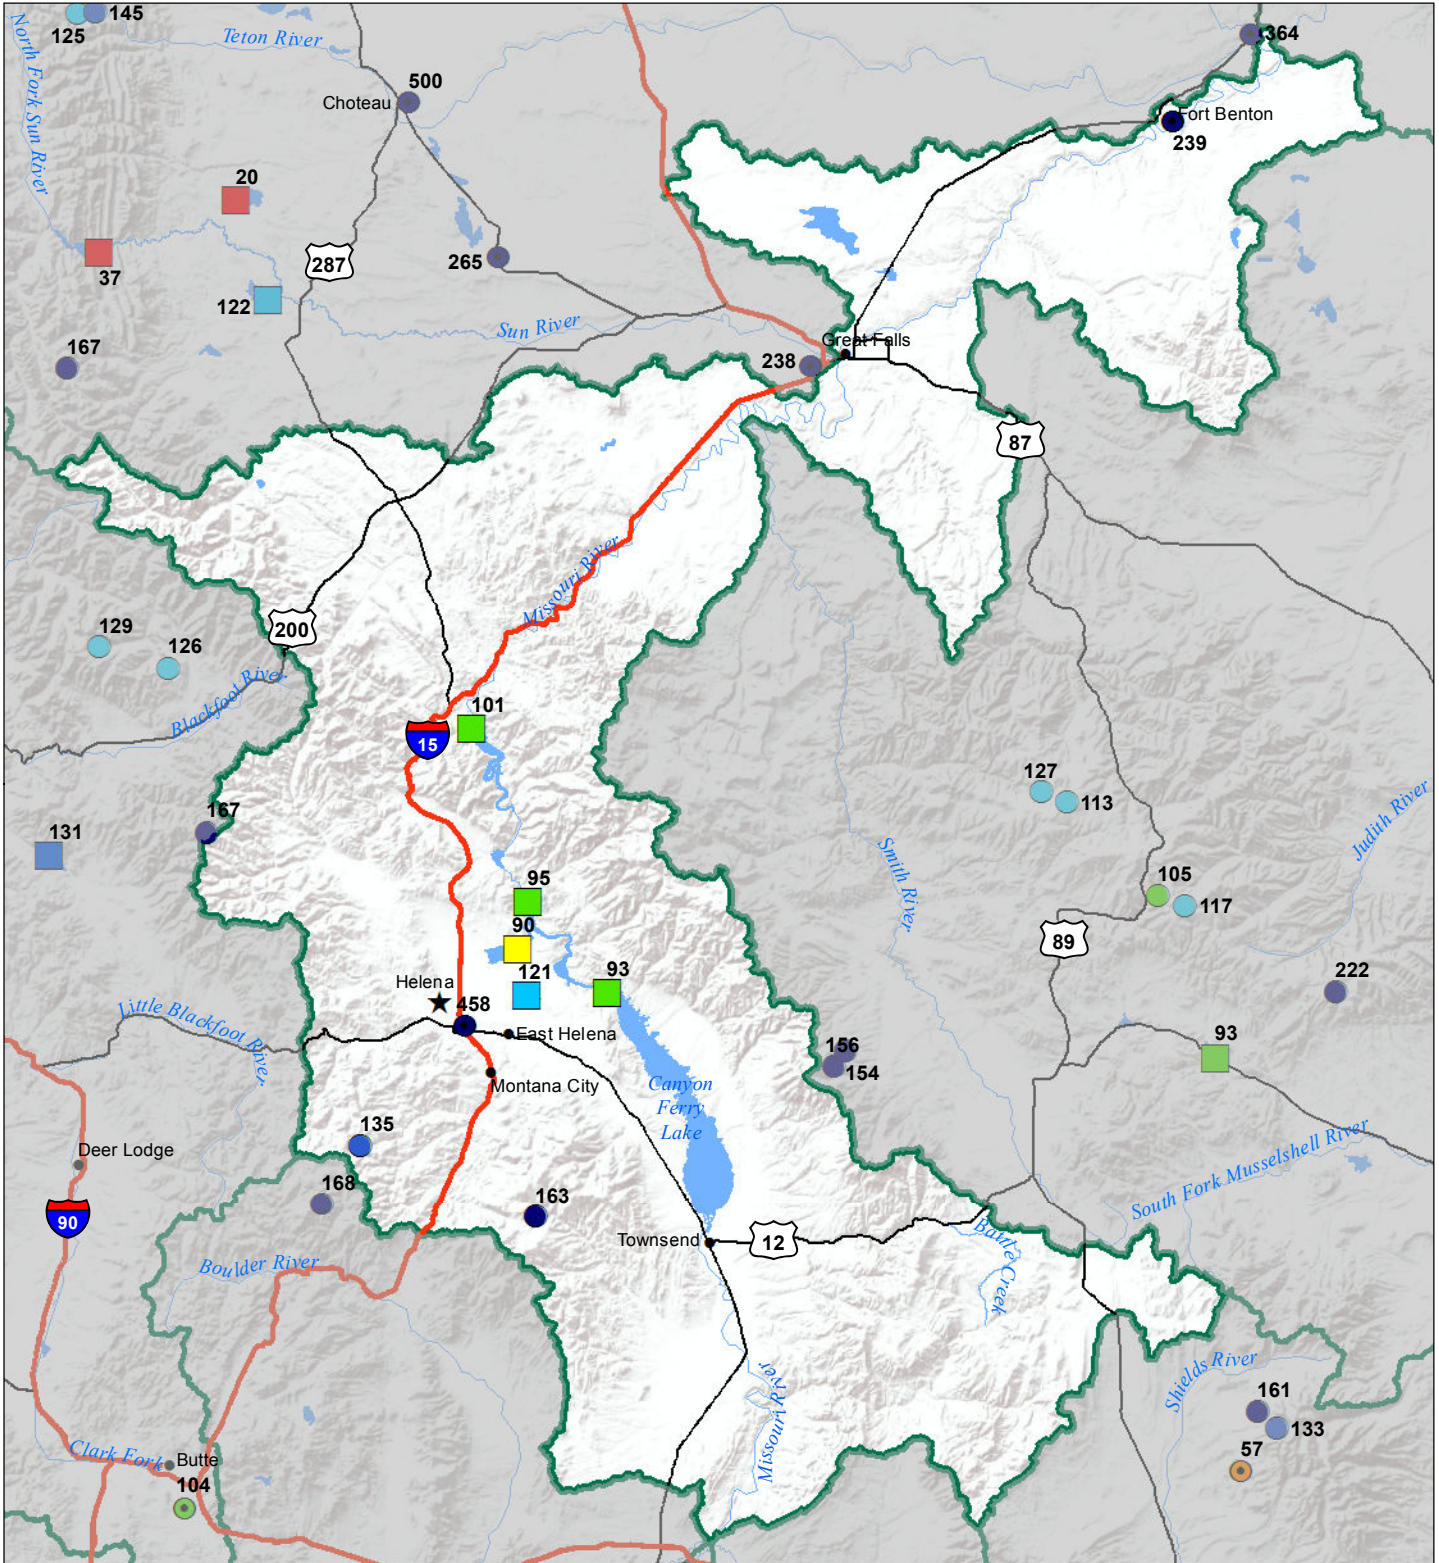 145
125
364
Teton River
North Fork Sun River
500
Choteau
Fort Benton
239
20
287
37
265
122
Sun River
Great Falls
167
238
87
Missouri River
129
200
126
Blackfoot River
101
15
127
113
Judith River
167
131
Smith River
95
105
117
90
89
93
121
222
Helena
458
Little Blackfoot River
East Helena
93
156
154
Montana City
Canyon
Ferry
Lake
135
Deer Lodge
South Fork Musselshell River
168
163
90
Townsend
12
Battle Creek
Boulder River
Missouri River
Shields River
161
133
57
Clark Fork
Butte
104